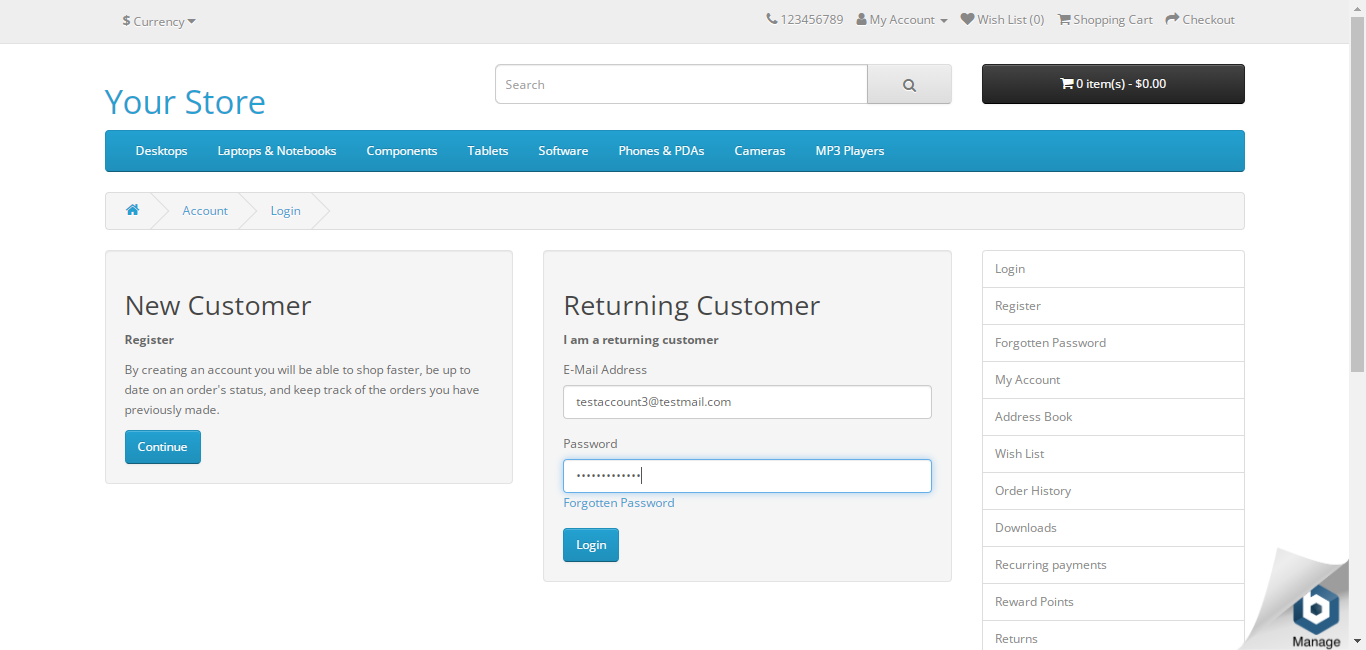 $ Currency
123456789 My Account Wish List (0) Shopping Cart Checkout
Your Store
Search
0 item(s) - $0.00
Desktops Laptops & Notebooks Components Tablets Software Phones & PDAs Cameras MP3 Players
Account Login
New Customer
Register
By creating an account you will be able to shop faster, be up to
date on an order's status, and keep track of the orders you have
previously made.
Continue
Returning Customer
I am a returning customer
E-Mail Address
testaccount3@testmail.com
Password
•••••••••••••
Forgotten Password
Login
Login
Register
Forgotten Password
My Account
Address Book
Wish List
Order History
Downloads
Recurring payments
Reward Points
Returns
Manage